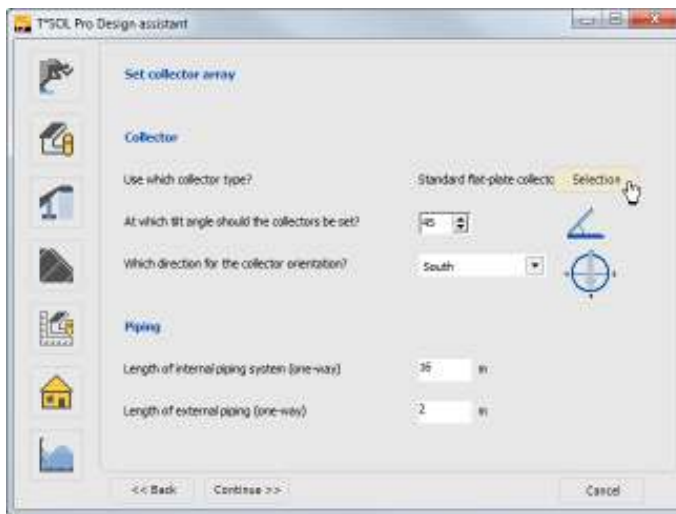 T*SOL Pro Design assistant
Set collector array
Collector
Use which collector type? Standard flat-plate collecto Selection
At which tilt angle should the collectors be set? 45
Which direction for the collector orientation? South
Piping
Length of internal piping system (one-way) 16 m
Length of external piping (one-way) 2 m
<< Back Continue >> Cancel